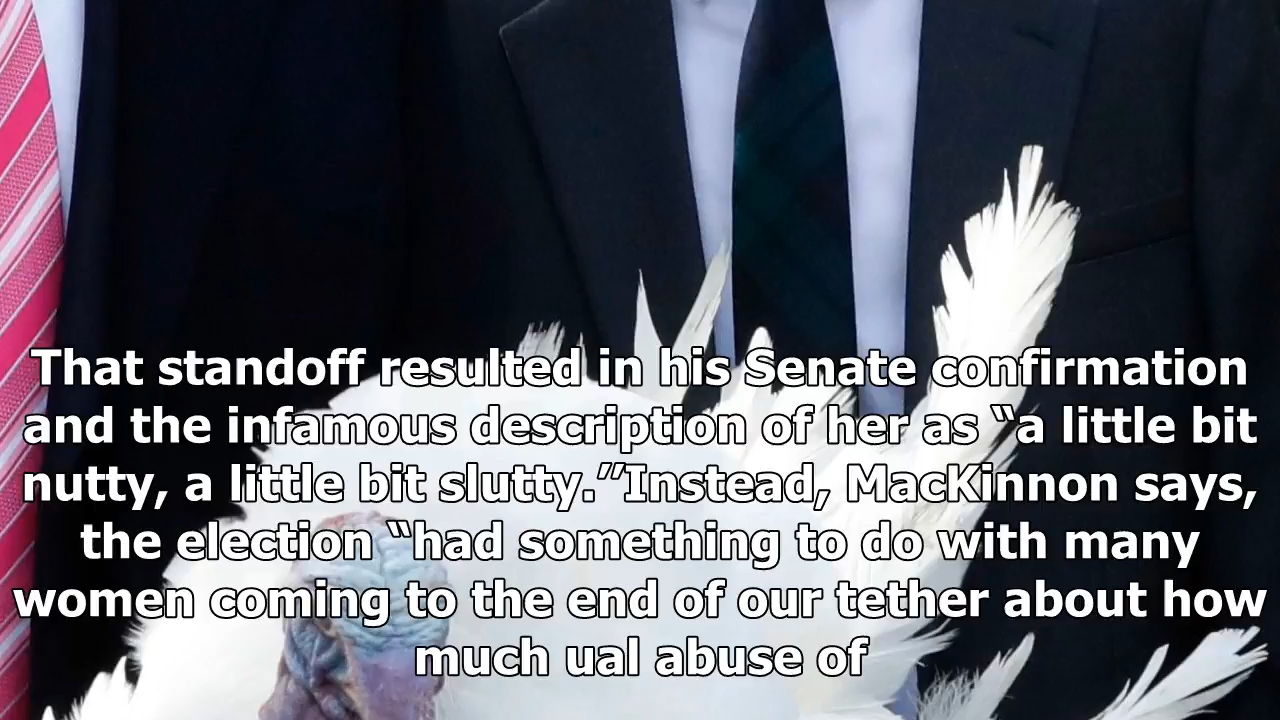 That standoff resulted in his Senate confirmation
and the infamous description of her as “a little bit
nutty, a little bit slutty.”Instead, MacKinnon says,
the election “had something to do with many
women coming to the end of our tether about how
much ual abuse of